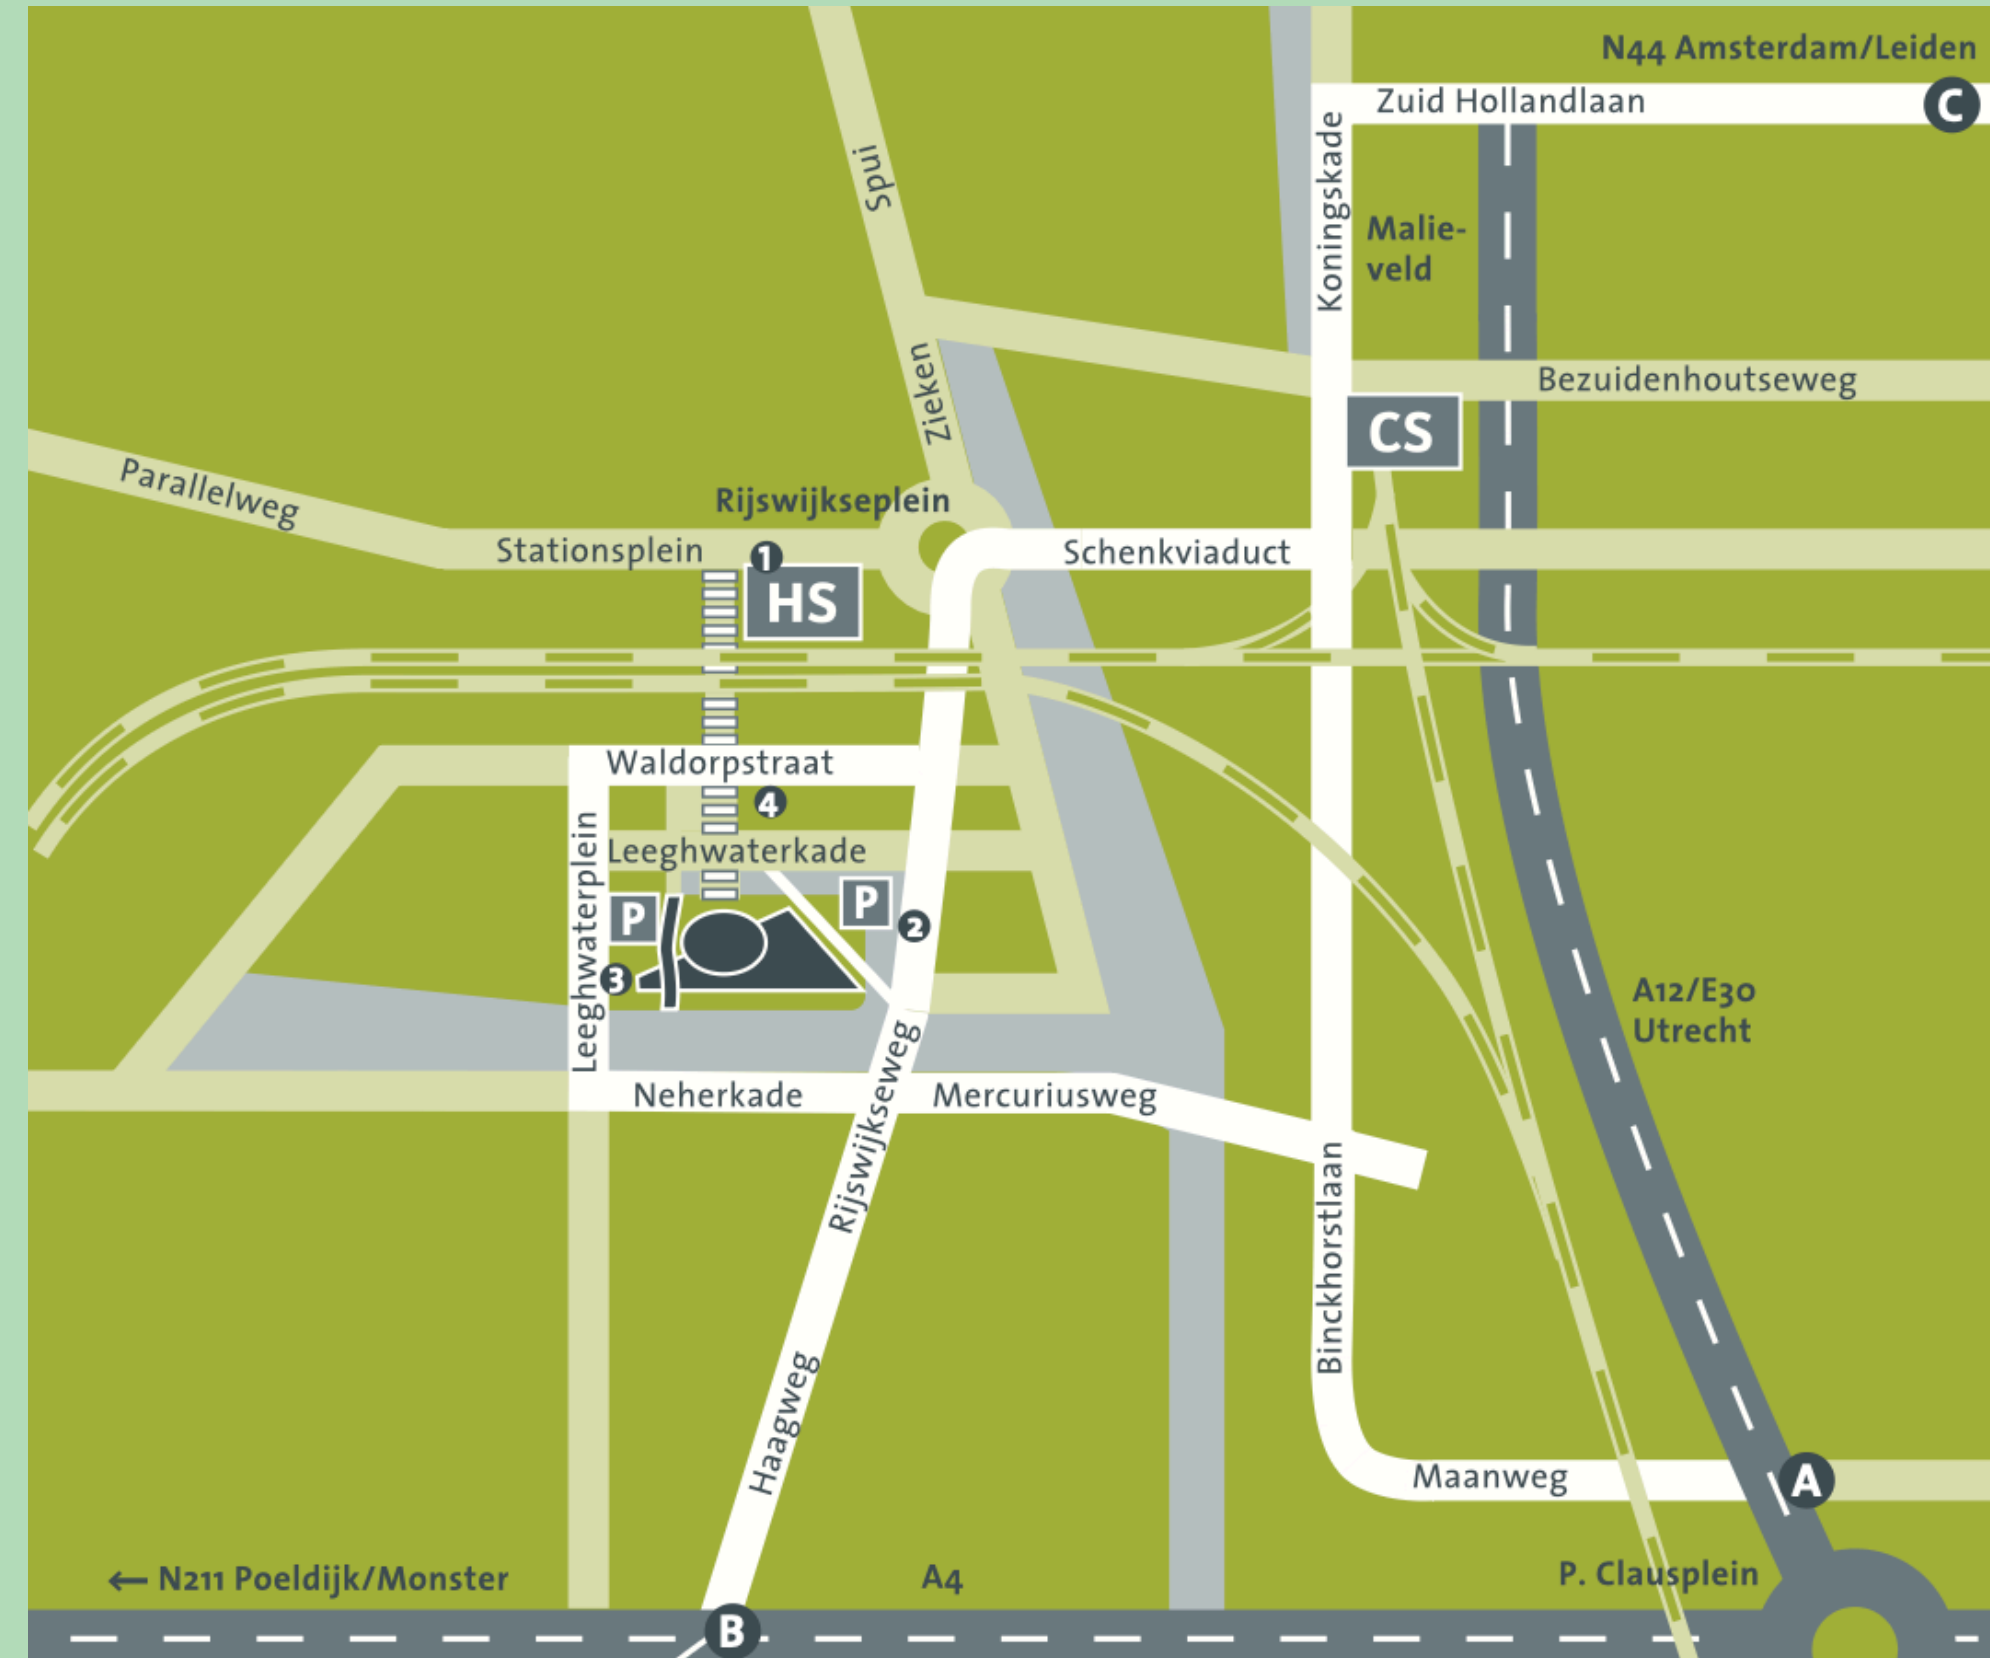 N44 Amsterdam/Leiden
Zuid Hollandlaan
C
Spui
Koningskade
Malie-
veld
Zieken
Bezuidenhoutseweg
CS
Parallelweg
Rijswijkseplein
Stationsplein
1
Schenkviaduct
HS
Waldorpstraat
4
Leeghwaterkade
Leeghwaterplein
P
P
2
3
A12/E30
Utrecht
Neherkade
Mercuriusweg
Rijswijkseweg
Binckhorstlaan
Haagweg
Maanweg
A
← N211 Poeldijk/Monster
A4
P. Clausplein
B